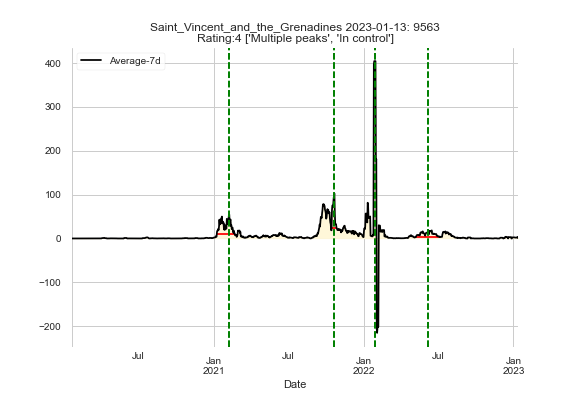 Saint_Vincent_and_the_Grenadines 2023-01-13: 9563
Rating:4 ['Multiple peaks', 'In control']
Average-7d
400
300
200
100
0
−100
−200
Jul
Jan
2021
Jul
Jan
2022
Jul
Jan
2023
Date